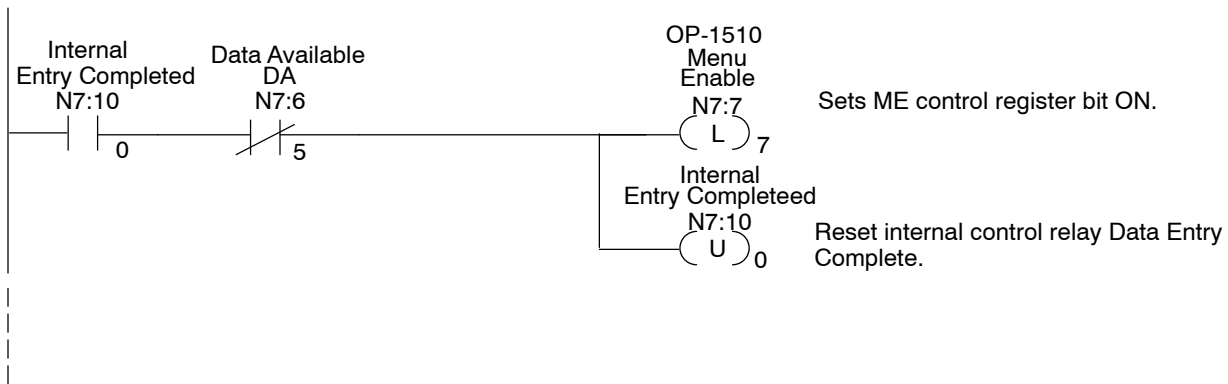 Internal
Entry Completed
N7:10
0
Data Available
DA
N7:6
5
OP-1510
Menu
Enable
N7:7
L
7
Sets ME control register bit ON.
Internal
Entry Completeed
N7:10
U
0
Reset internal control relay Data Entry
Complete.